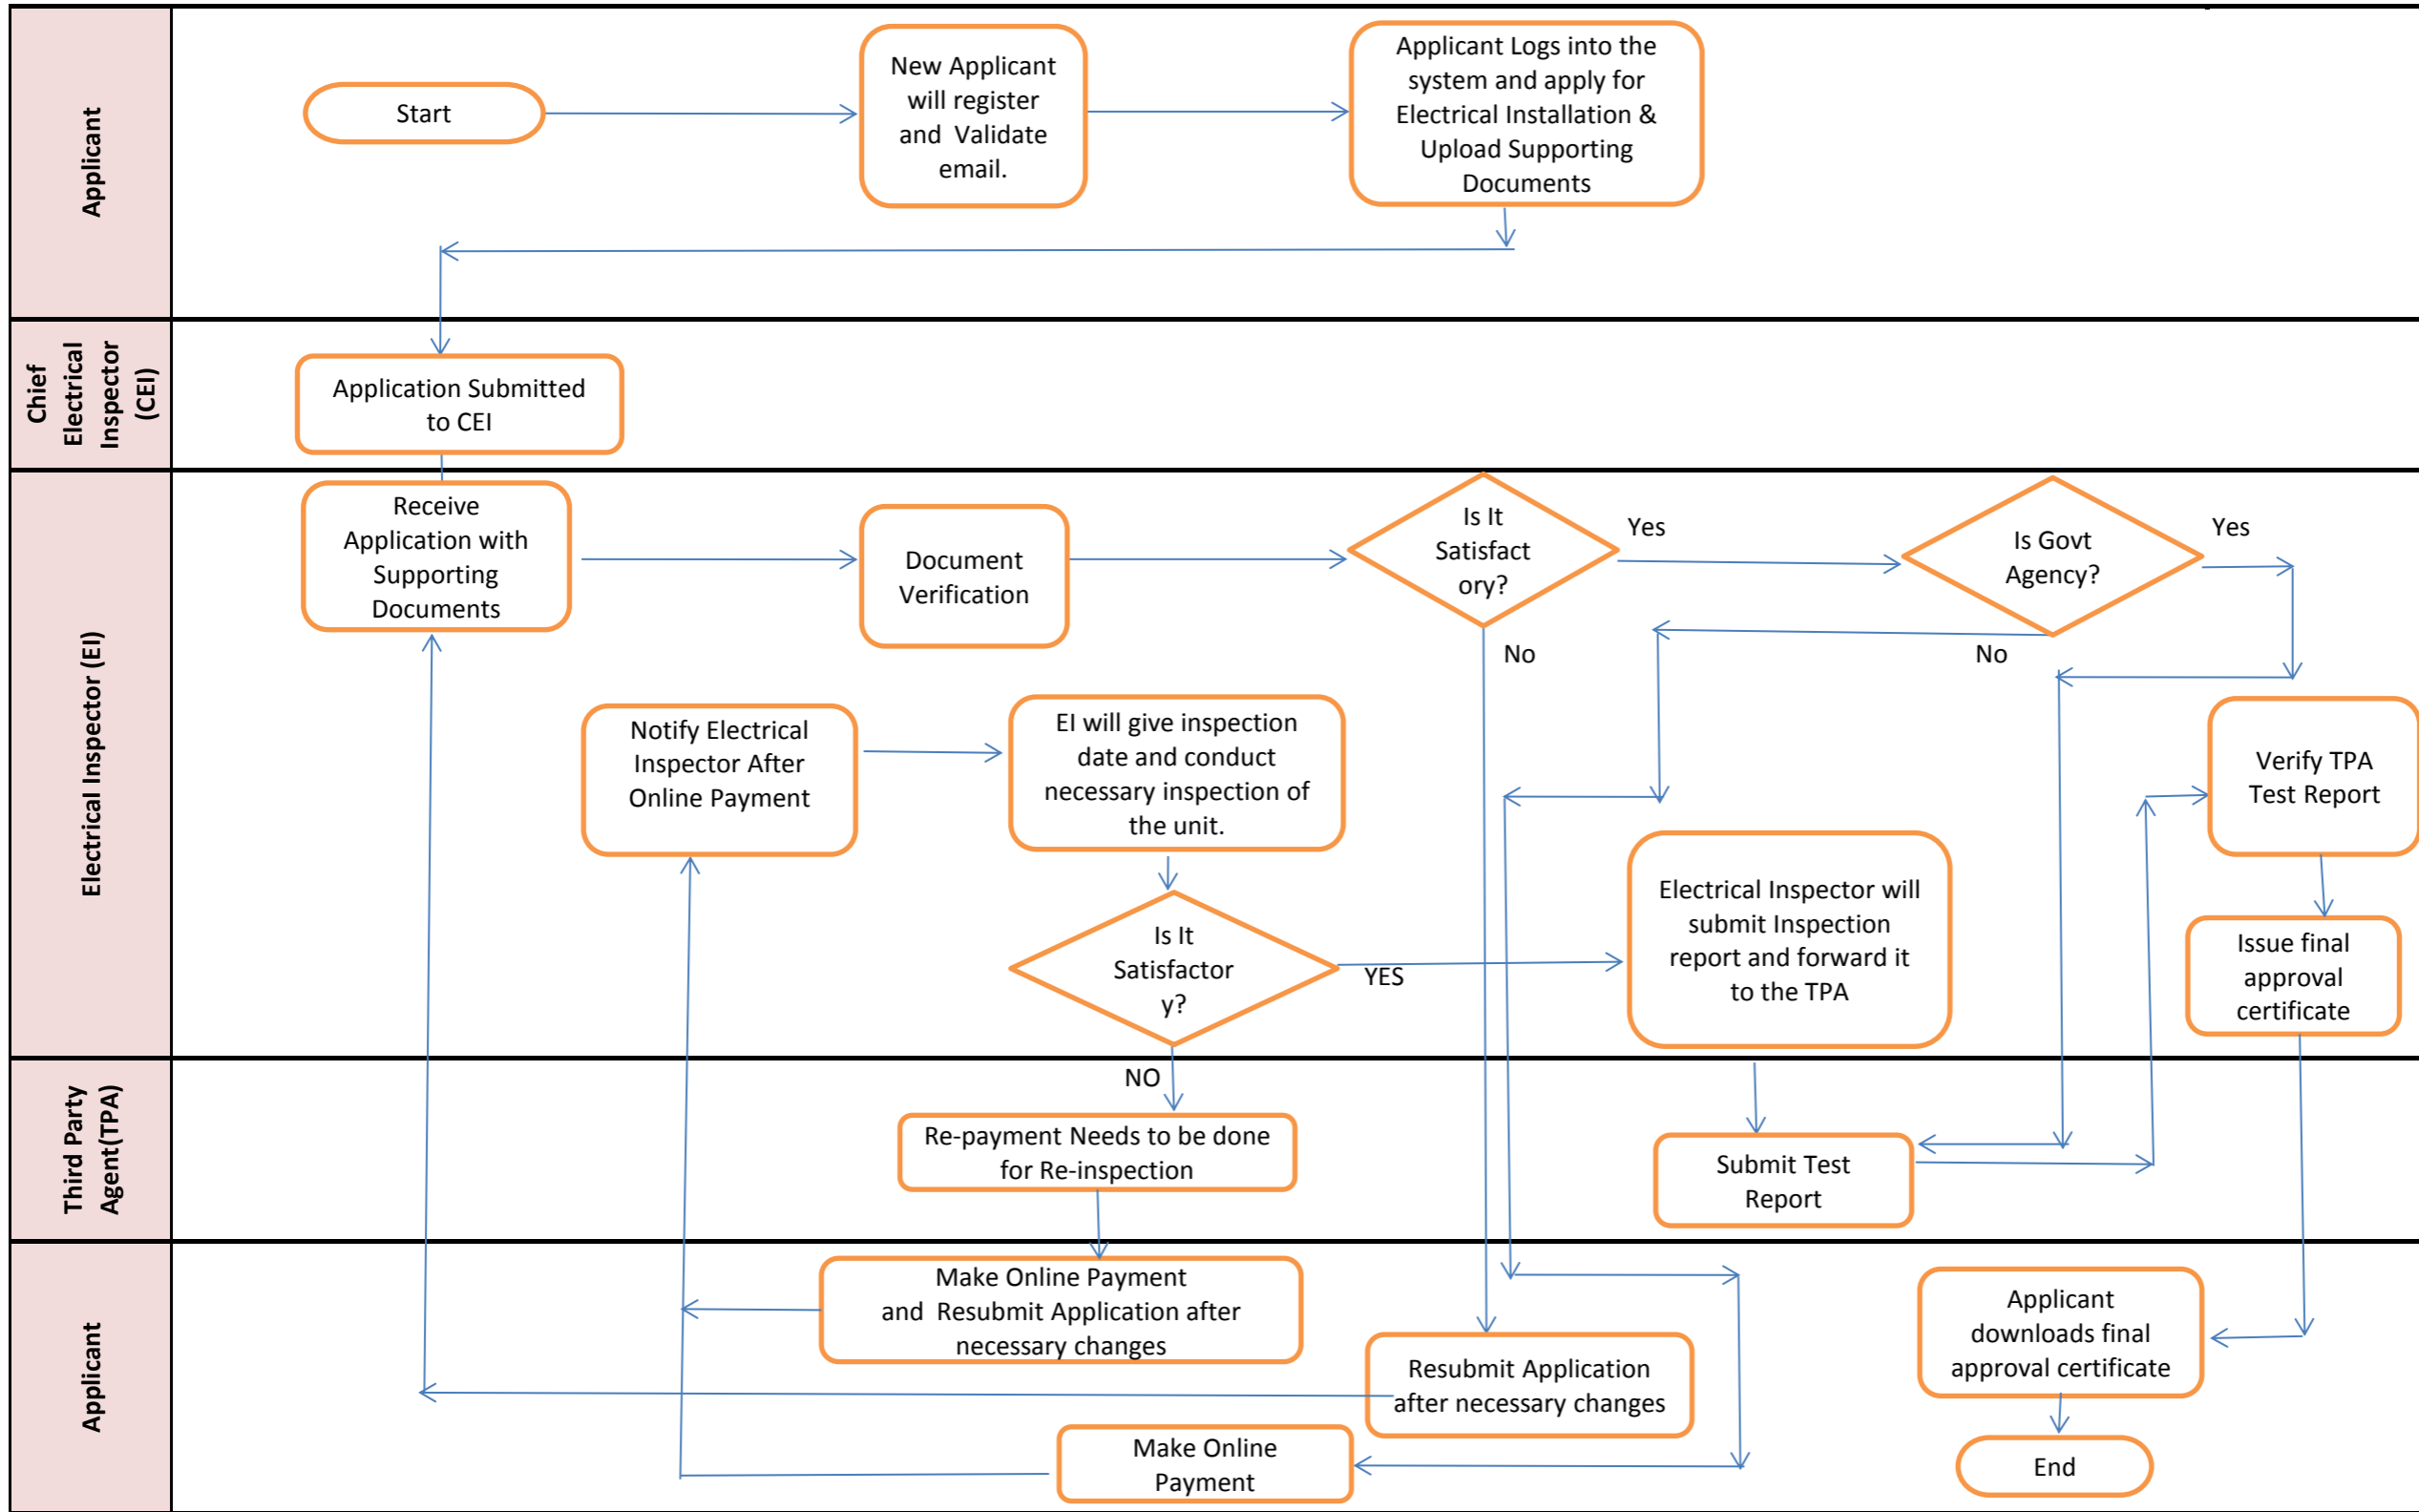 Applicant
Start
New Applicant
will register
and Validate
email.
Applicant Logs into the
system and apply for
Electrical Installation &
Upload Supporting
Documents
Chief
Electrical
Inspector
(CEI)
Application Submitted
to CEI
Electrical Inspector (EI)
Receive
Application with
Supporting
Documents
Document
Verification
Is It
Satisfact
ory?
Yes
No
Is Govt
Agency?
Yes
No
Notify Electrical
Inspector After
Online Payment
EI will give inspection
date and conduct
necessary inspection of
the unit.
Is It
Satisfactor
y?
YES
NO
Electrical Inspector will
submit Inspection
report and forward it
to the TPA
Verify TPA
Test Report
Issue final
approval
certificate
Third Party
Agent(TPA)
Re-payment Needs to be done
for Re-inspection
Submit Test
Report
Applicant
Make Online Payment
and Resubmit Application after
necessary changes
Resubmit Application
after necessary changes
Make Online
Payment
Applicant
downloads final
approval certificate
End